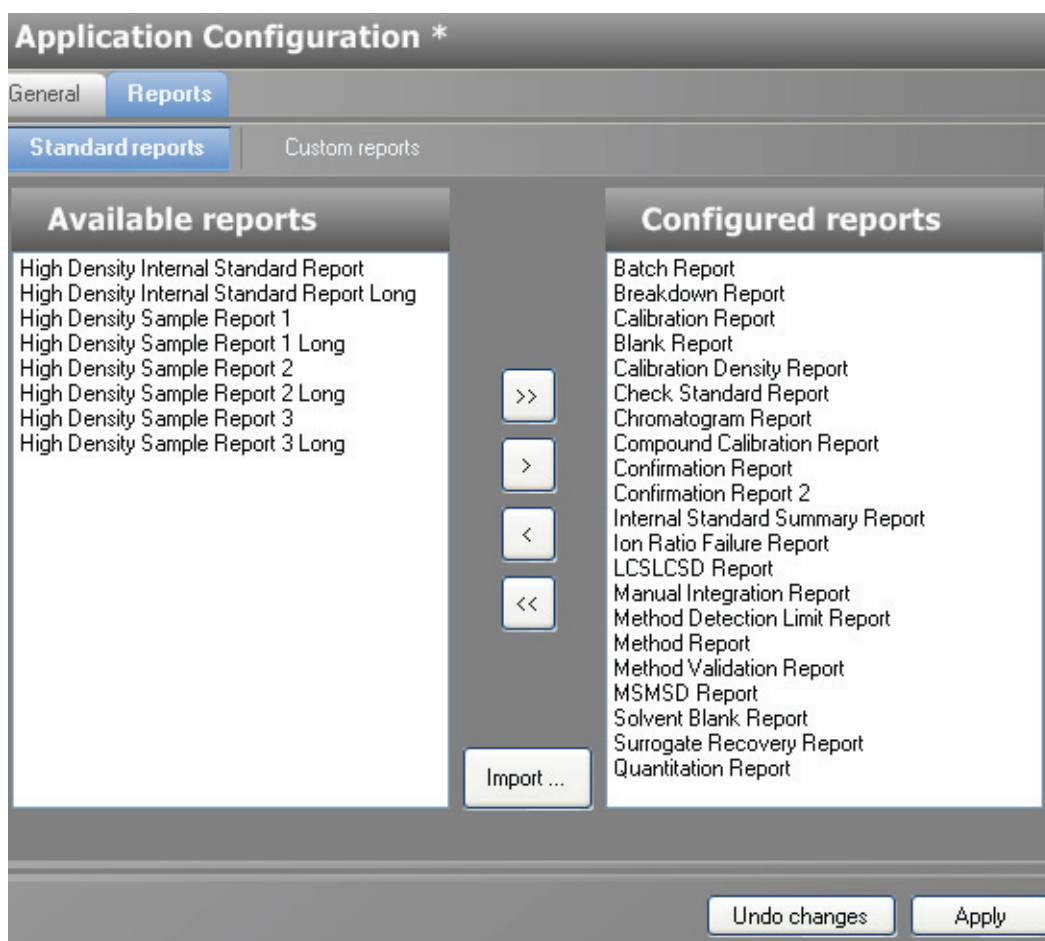 Application Configuration *
General Reports
Standard reports Custom reports
Available reports
High Density Internal Standard Report
High Density Internal Standard Report Long
High Density Sample Report 1
High Density Sample Report 1 Long
High Density Sample Report 2
High Density Sample Report 2 Long
High Density Sample Report 3
High Density Sample Report 3 Long
>>
>
<
<<
Import ...
Configured reports
Batch Report
Breakdown Report
Calibration Report
Blank Report
Calibration Density Report
Check Standard Report
Chromatogram Report
Compound Calibration Report
Confirmation Report
Confirmation Report 2
Internal Standard Summary Report
Ion Ratio Failure Report
LCSLCSD Report
Manual Integration Report
Method Detection Limit Report
Method Report
Method Validation Report
MSMSD Report
Solvent Blank Report
Surrogate Recovery Report
Quantitation Report
Undo changes Apply